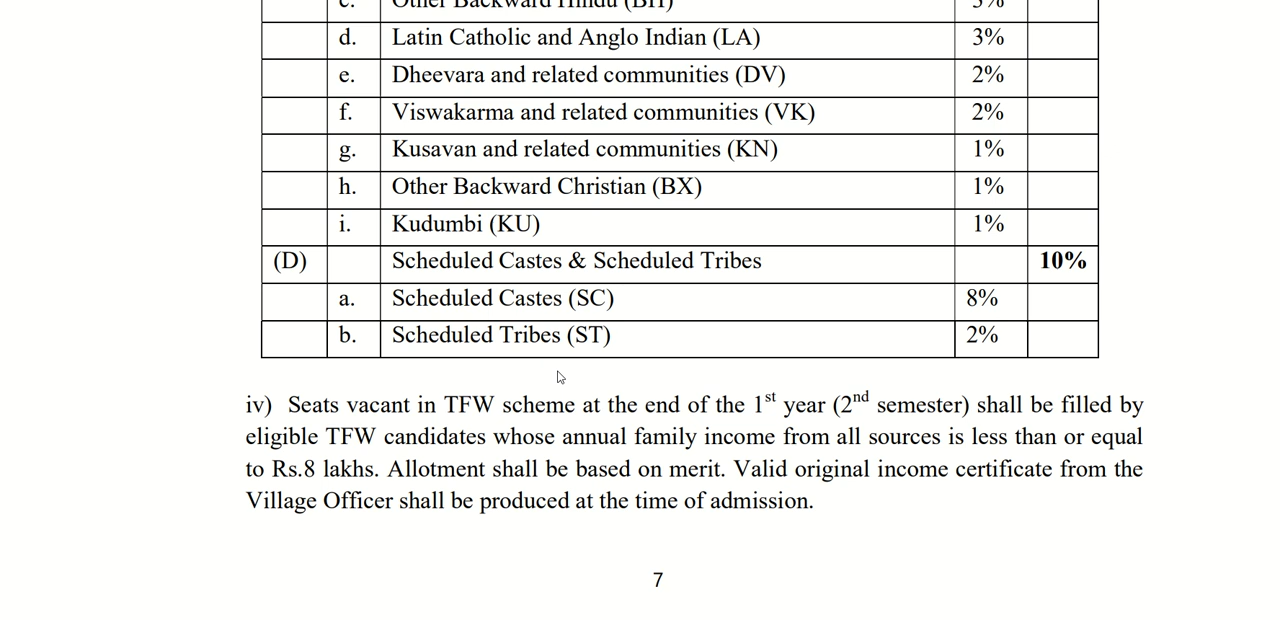 c. Other Backward Hindu (BH) 3%
d. Latin Catholic and Anglo Indian (LA) 3%
e. Dheevara and related communities (DV) 2%
f. Viswakarma and related communities (VK) 2%
g. Kusavan and related communities (KN) 1%
h. Other Backward Christian (BX) 1%
i. Kudumbi (KU) 1%
(D) Scheduled Castes & Scheduled Tribes 10%
a. Scheduled Castes (SC) 8%
b. Scheduled Tribes (ST) 2%
iv) Seats vacant in TFW scheme at the end of the 1st year (2nd semester) shall be filled by
eligible TFW candidates whose annual family income from all sources is less than or equal
to Rs.8 lakhs. Allotment shall be based on merit. Valid original income certificate from the
Village Officer shall be produced at the time of admission.
7